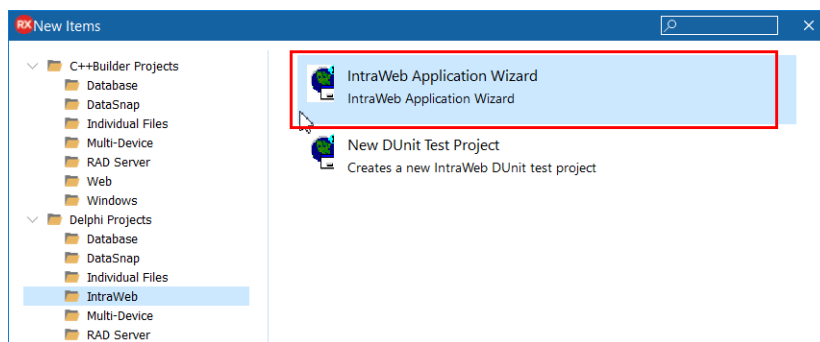 RX New Items
C++Builder Projects
Database
DataSnap
Individual Files
Multi-Device
RAD Server
Web
Windows
Delphi Projects
Database
DataSnap
Individual Files
IntraWeb
Multi-Device
RAD Server
IntraWeb Application Wizard
IntraWeb Application Wizard
New DUnit Test Project
Creates a new IntraWeb DUnit test project